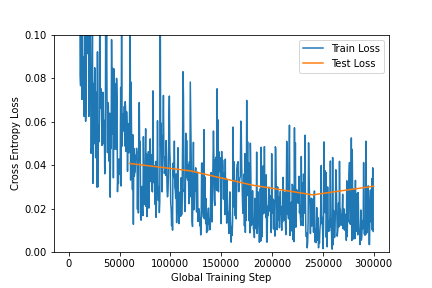 0.10
0.08
0.06
0.04
0.02
0.00
Cross Entropy Loss
Train Loss
Test Loss
0 50000 100000 150000 200000 250000 300000
Global Training Step